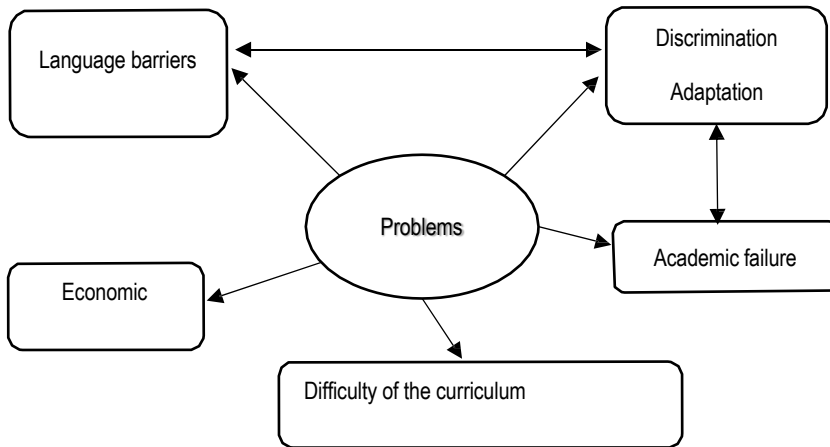 Language barriers
Discrimination
Adaptation
Problems
Academic failure
Economic
Difficulty of the curriculum